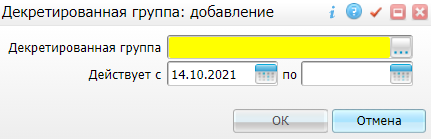 Декретированная группа: добавление
Декретированная группа
Действует с 14.10.2021 по
ОК Отмена